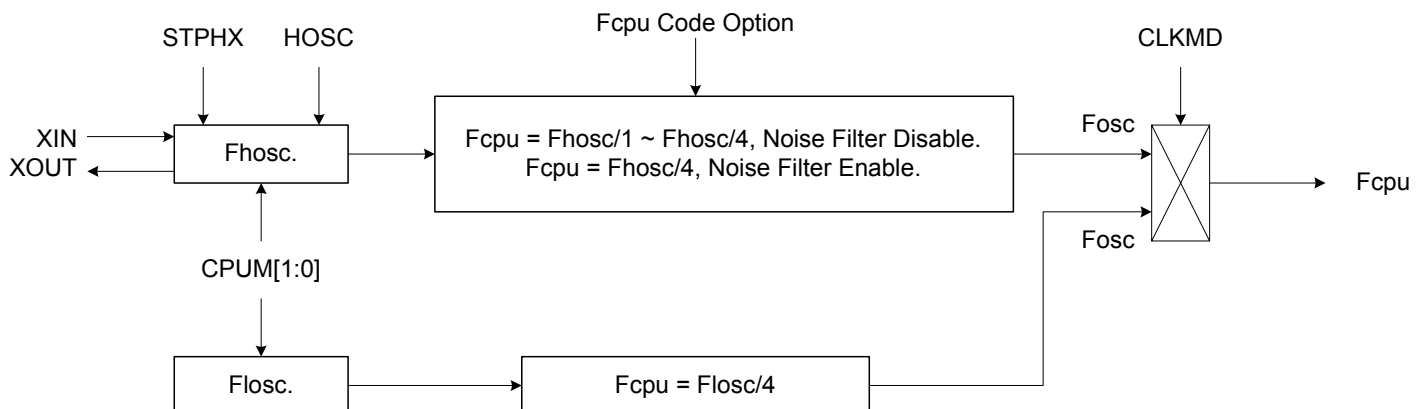 Fcpu Code Option
STPHX
HOSC
CLKMD
XIN
XOUT
Fhosc.
Fcpu = Fhosc/1 ~ Fhosc/4, Noise Filter Disable.
Fcpu = Fhosc/4, Noise Filter Enable.
Fosc
Fosc
Fcpu
CPUM[1:0]
Flosc.
Fcpu = Flosc/4